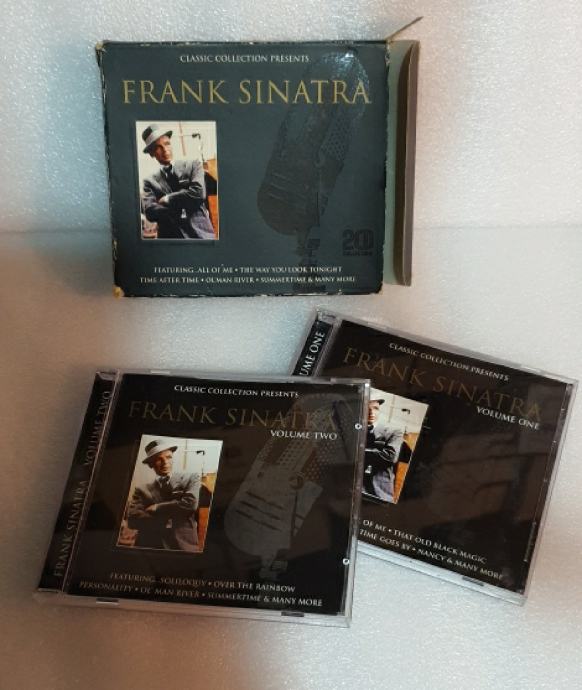 CLASSIC COLLECTION PRESENTS
FRANK SINATRA
2CD
COLLECTION
FEATURING..ALL OF ME • THE WAY YOU LOOK TONIGHT
TIME AFTER TIME • OL'MAN RIVER • SUMMERTIME & MANY MORE
FRANK SINATRA VOLUME TWO
CLASSIC COLLECTION PRESENTS
FRANK SINATRA
VOLUME TWO
FEATURING..SOLILOQUY • OVER THE RAINBOW
PERSONALITY • OL' MAN RIVER • SUMMERTIME & MANY MORE
UME ONE
CLASSIC COLLECTION PRESENTS
FRANK SINATRA
VOLUME ONE
OF ME • THAT OLD BLACK MAGIC
TIME GOES BY • NANCY & MANY MORE